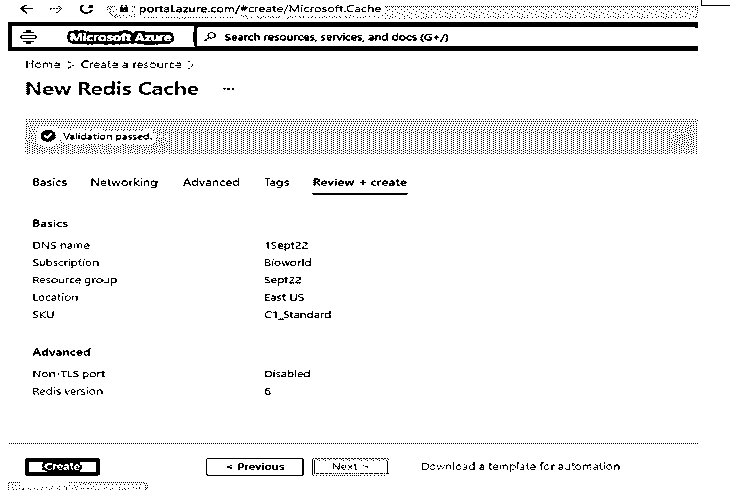 portal.azure.com/#create/Microsoft.Cache
Microsoft Azure
Search resources, services, and docs (G+/)
Home > Create a resource >
New Redis Cache ...
Validation passed.
Basics Networking Advanced Tags Review + create
Basics
DNS name 1Sept22
Subscription Bioworld
Resource group Sept22
Location East US
SKU C1_Standard
Advanced
Non-TLS port Disabled
Redis version 6
Create < Previous Next > Download a template for automation